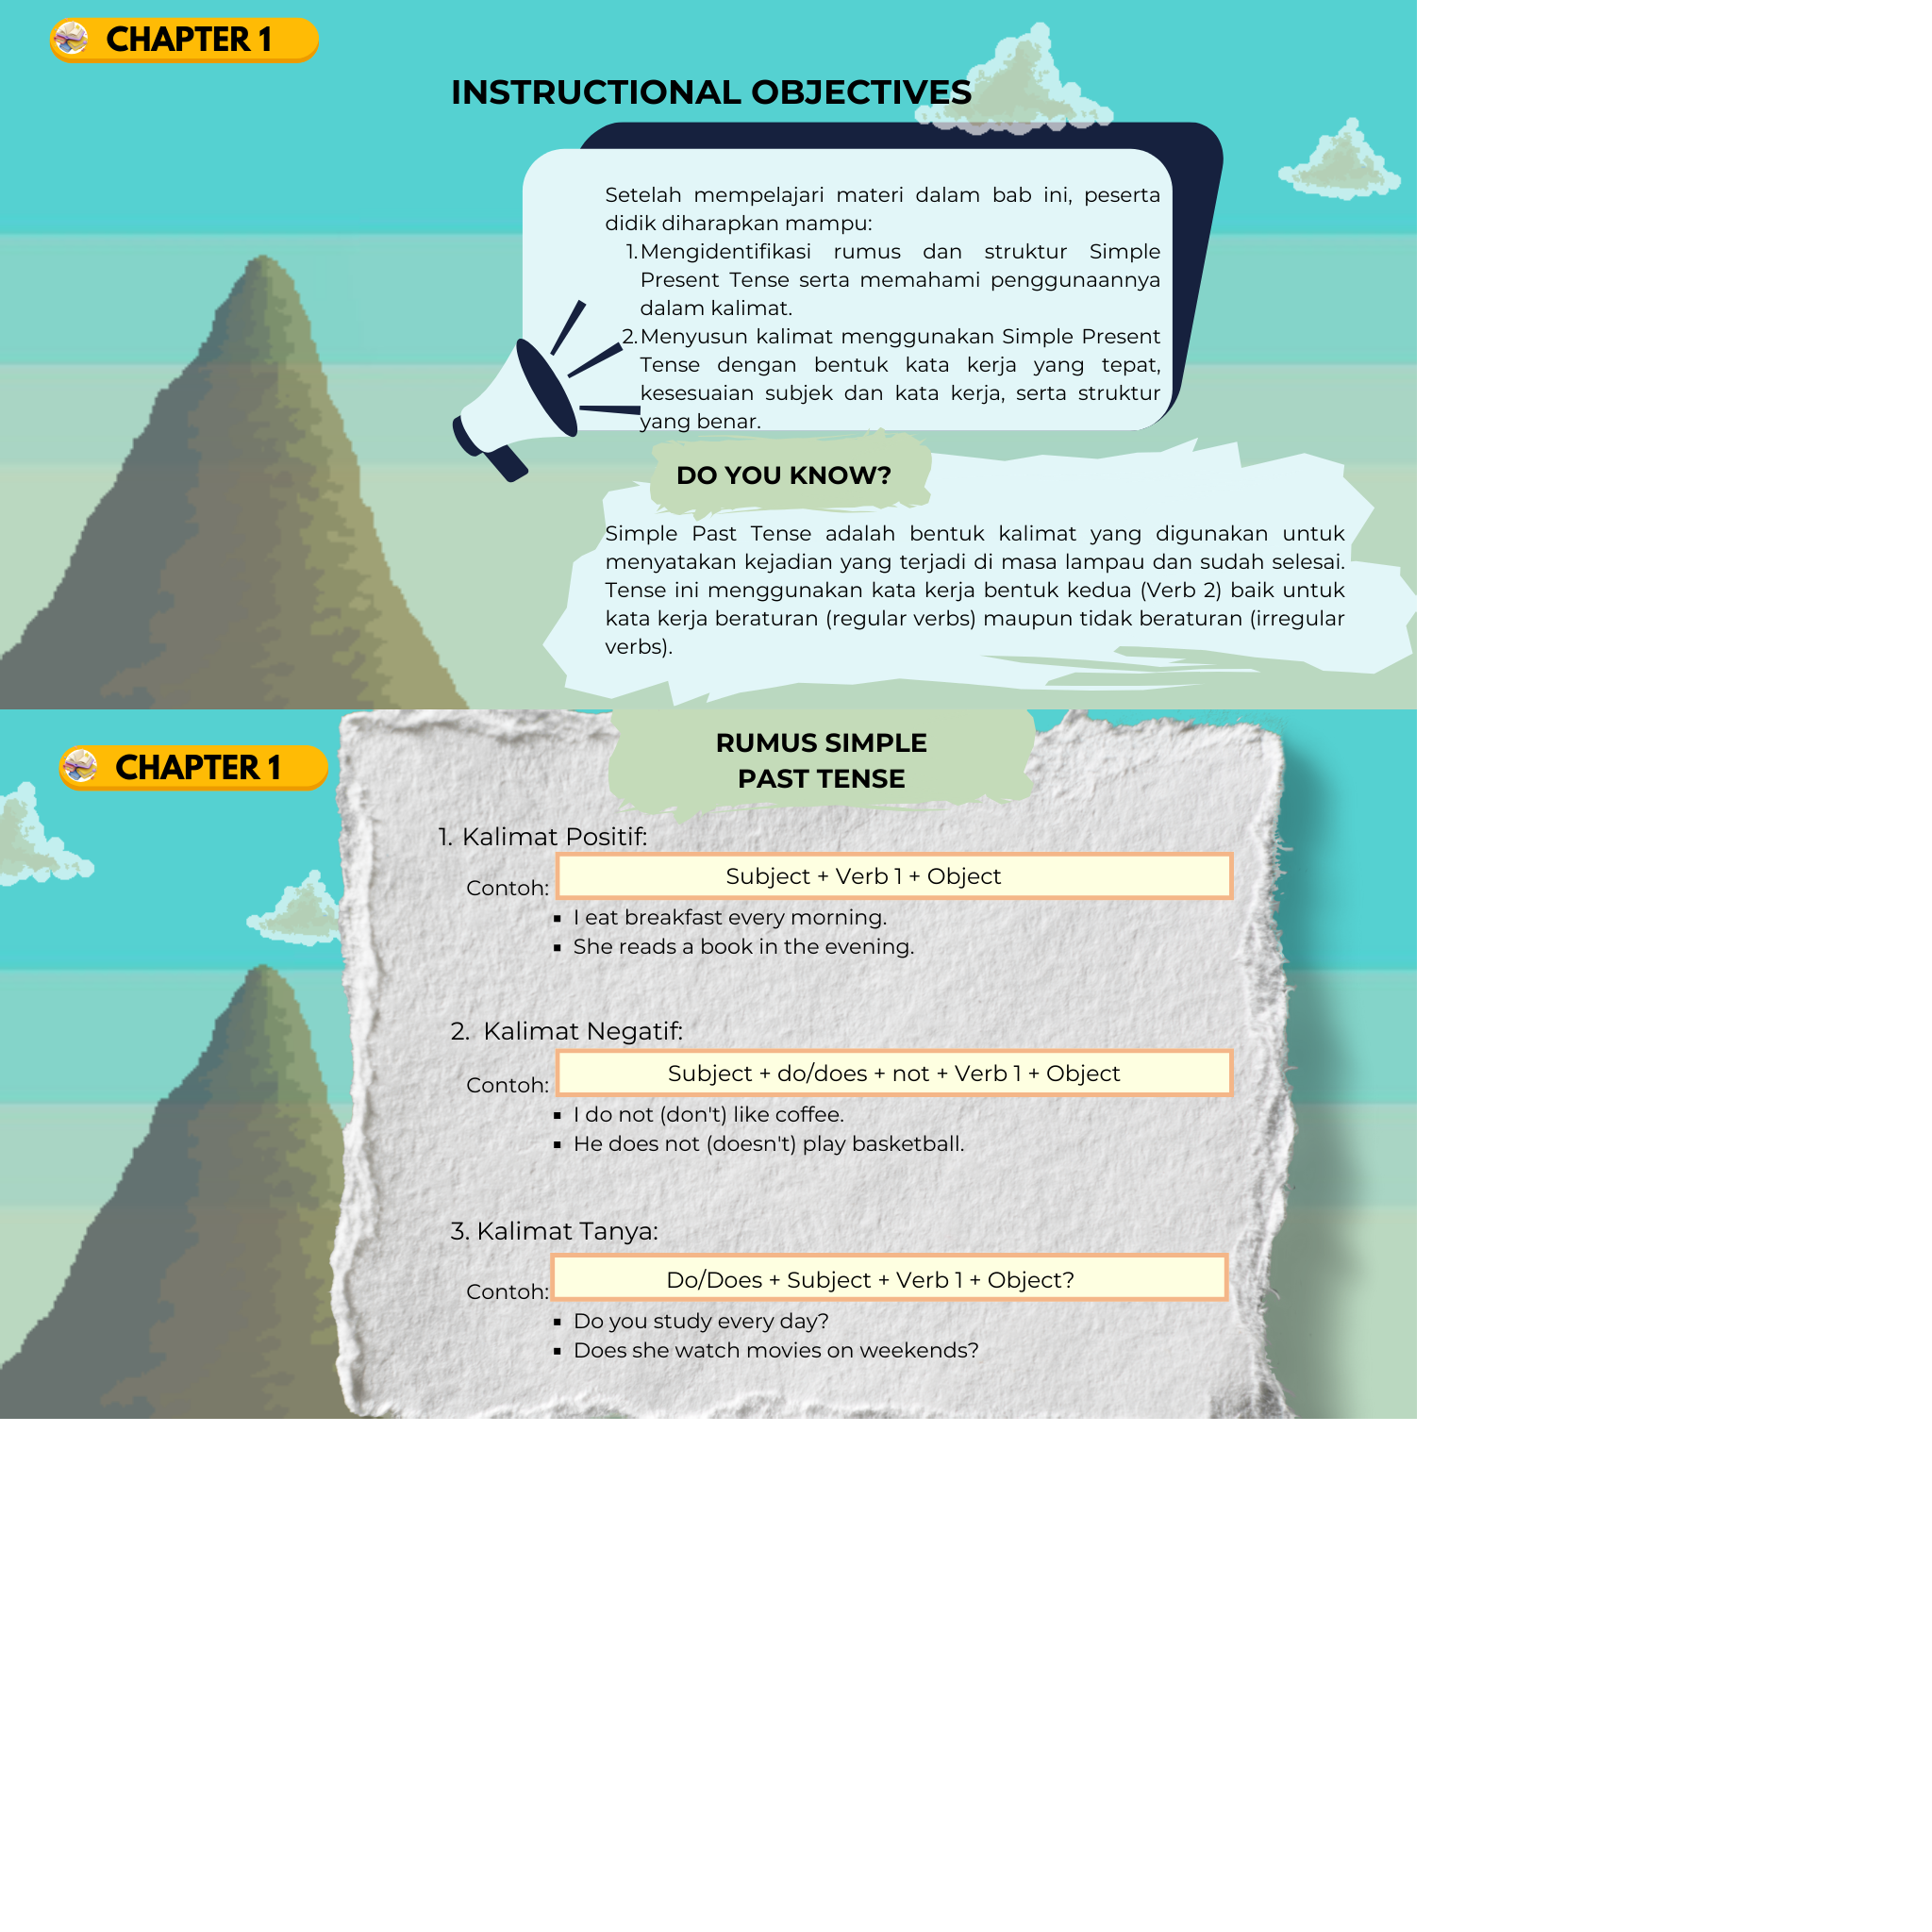 CHAPTER 1
INSTRUCTIONAL OBJECTIVES
Setelah mempelajari materi dalam bab ini, peserta
didik diharapkan mampu:
1. Mengidentifikasi rumus dan struktur Simple
Present Tense serta memahami penggunaannya
dalam kalimat.
2. Menyusun kalimat menggunakan Simple Present
Tense dengan bentuk kata kerja yang tepat,
kesesuaian subjek dan kata kerja, serta struktur
yang benar.
DO YOU KNOW?
Simple Past Tense adalah bentuk kalimat yang digunakan untuk
menyatakan kejadian yang terjadi di masa lampau dan sudah selesai.
Tense ini menggunakan kata kerja bentuk kedua (Verb 2) baik untuk
kata kerja beraturan (regular verbs) maupun tidak beraturan (irregular
verbs).
CHAPTER 1
RUMUS SIMPLE
PAST TENSE
1. Kalimat Positif:
Subject + Verb 1 + Object
Contoh:
▪ I eat breakfast every morning.
▪ She reads a book in the evening.
2. Kalimat Negatif:
Subject + do/does + not + Verb 1 + Object
Contoh:
▪ I do not (don't) like coffee.
▪ He does not (doesn't) play basketball.
3. Kalimat Tanya:
Do/Does + Subject + Verb 1 + Object?
Contoh:
▪ Do you study every day?
▪ Does she watch movies on weekends?